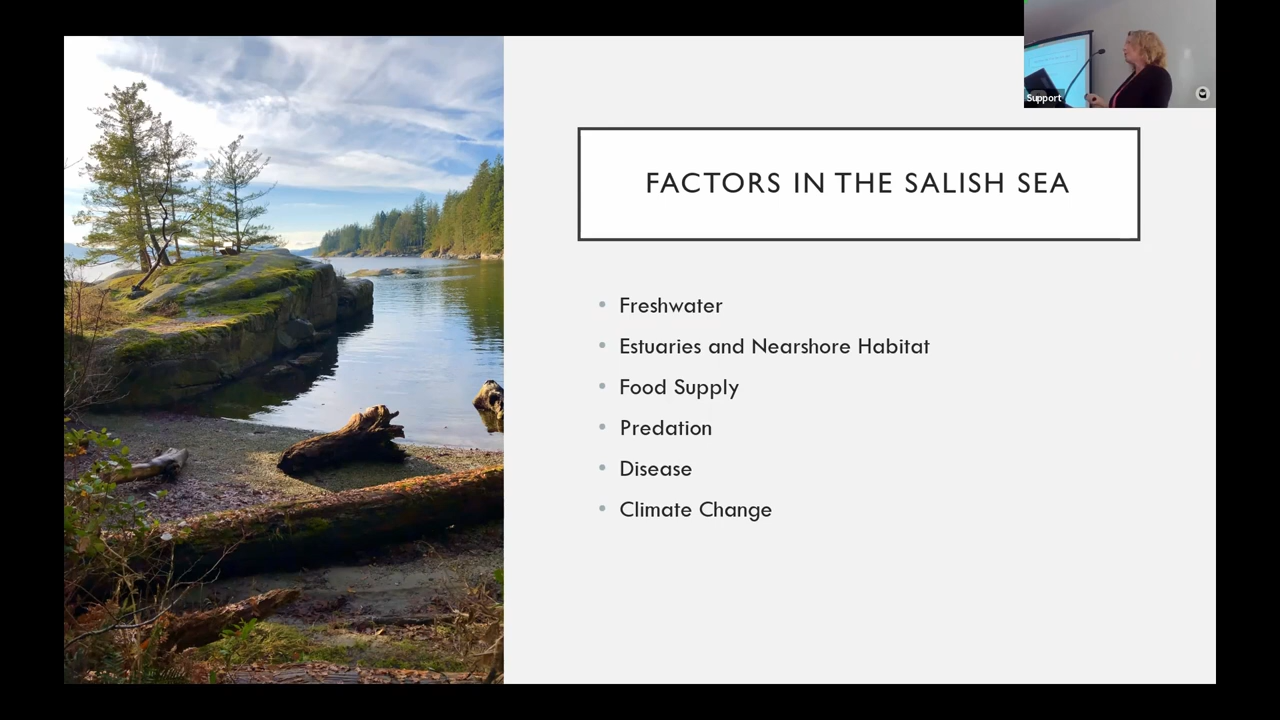 Support
FACTORS IN THE SALISH SEA
Freshwater
Estuaries and Nearshore Habitat
Food Supply
Predation
Disease
Climate Change